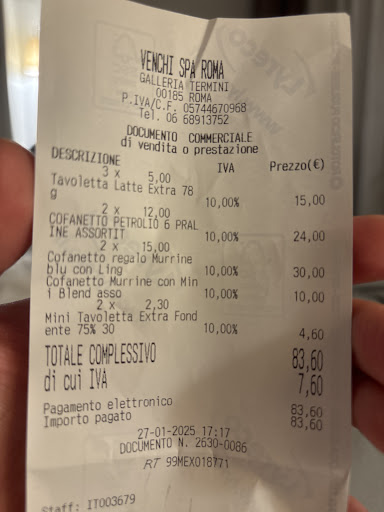 VENCHI SPA ROMA
GALLERIA TERMINI
00185 ROMA
P.IVA/C.F. 05744670968
Tel. 06 68913752
DOCUMENTO COMMERCIALE
di vendita o prestazione
DESCRIZIONE IVA Prezzo(€)
3 x 5,00
Tavoletta Latte Extra 78
g 10,00% 15,00
2 x 12,00
COFANETTO PETROLIO 6 PRAL
INE ASSORTIT 10,00% 24,00
2 x 15,00
Cofanetto regalo Murrine
blu con Ling 10,00% 30,00
Cofanetto Murrine con Min
i Blend asso 10,00% 10,00
2 x 2,30
Mini Tavoletta Extra Fond
ente 75% 30 10,00% 4,60
TOTALE COMPLESSIVO 83,60
di cui IVA 7,60
Pagamento elettronico 83,60
Importo pagato 83,60
27-01-2025 17:17
DOCUMENTO N. 2630-0086
RT 99MEX018771
Staff: IT003679